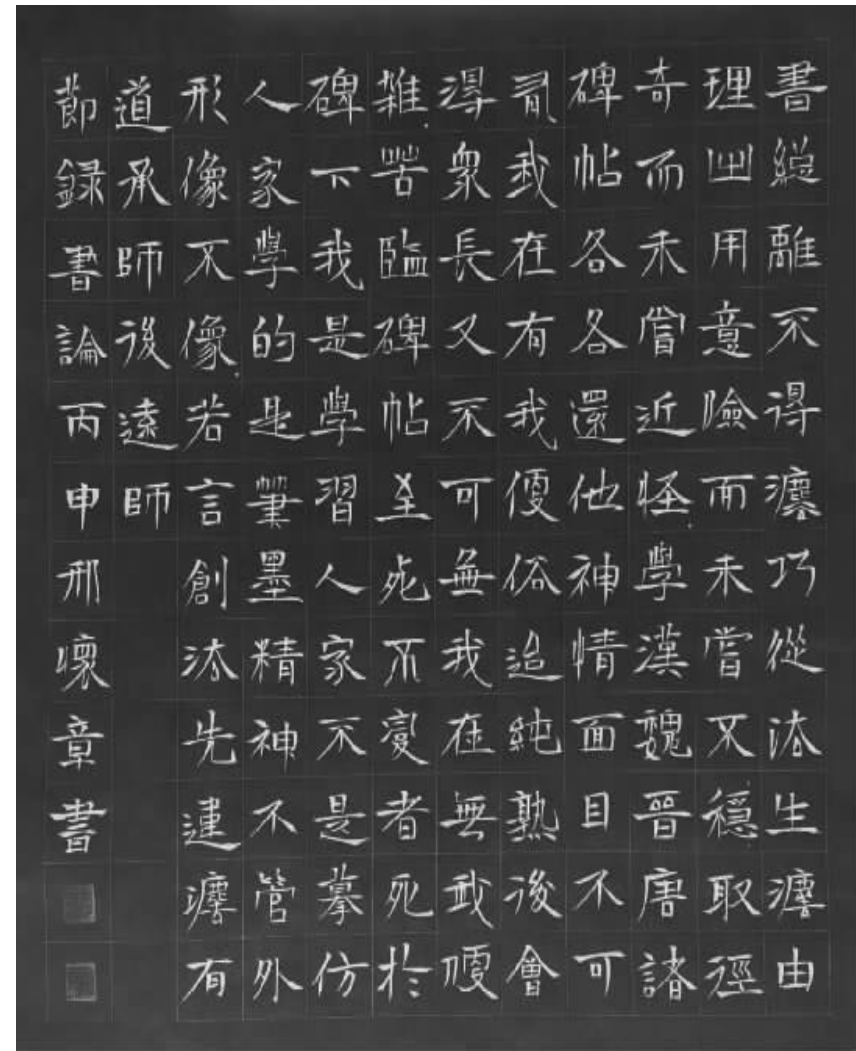 書縱離不得灋巧從法生灋由
理出用意險而未嘗不穩取徑
奇而未嘗近怪學漢魏晉唐諸
碑帖各各還他神情面目不可
有我在有我便俗迨純熟後會
得衆長又不可無我在無我便
雜苦臨碑帖至死不變者死於
碑下我是學習人家不是摹仿
人家學的是筆墨精神不管外
形像不像若言創法先建灋有
道承師後遠師
節録書論丙申邢懷章書